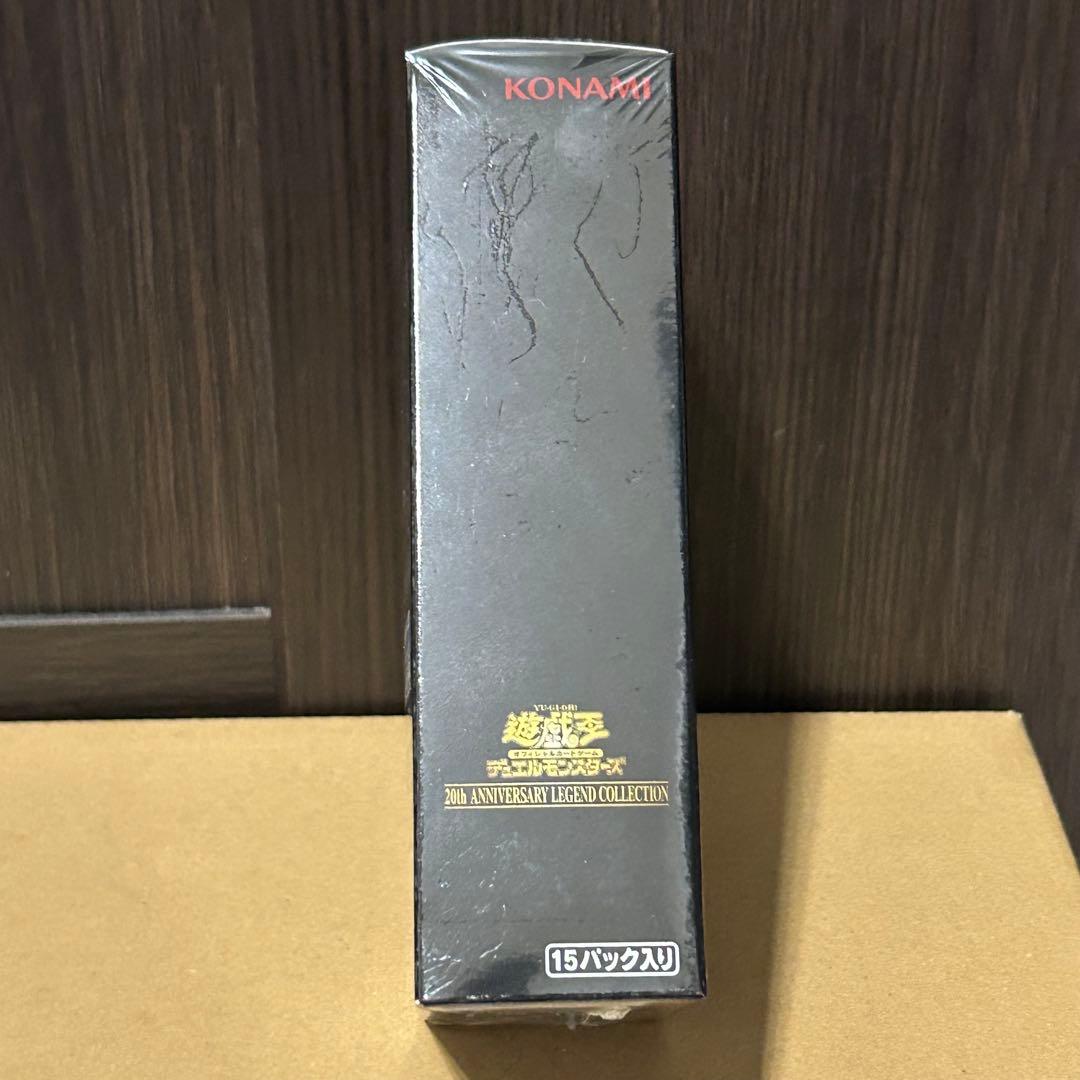 KONAMI
YU-GI-OH!
遊戯王
オフィシャルカードゲーム
デュエルモンスターズ
20th ANNIVERSARY LEGEND COLLECTION
15パック入り